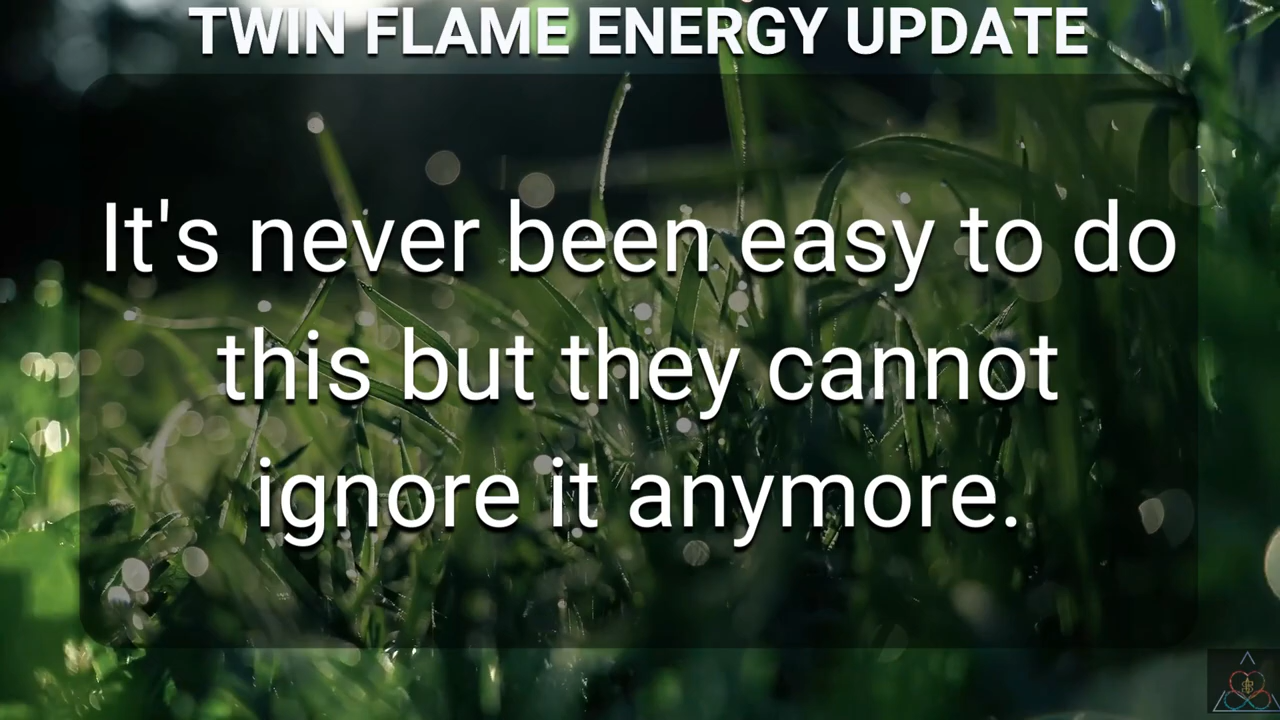 TWIN FLAME ENERGY UPDATE
It's never been easy to do
this but they cannot
ignore it anymore.